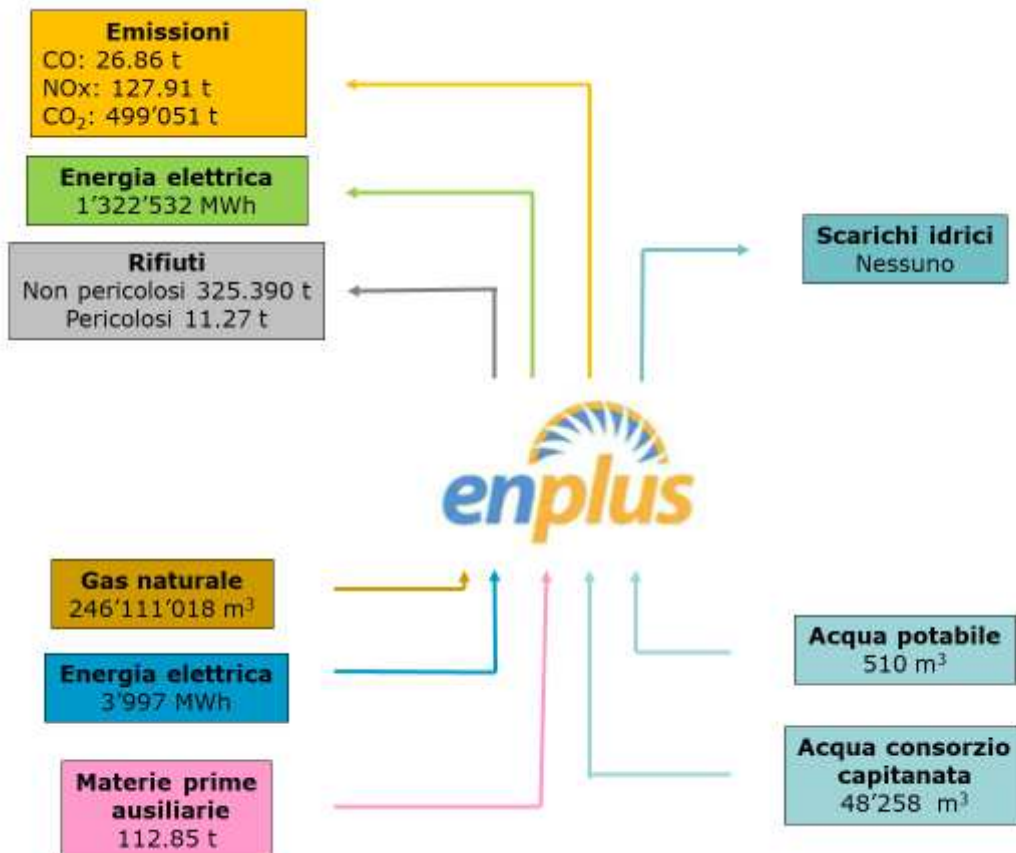 Emissioni
CO: 26.86 t
NOx: 127.91 t
CO₂: 499’051 t
Energia elettrica
1’322’532 MWh
Rifiuti
Non pericolosi 325.390 t
Pericolosi 11.27 t
Scarichi idrici
Nessuno
enplus
Gas naturale
246’111’018 m³
Energia elettrica
3’997 MWh
Materie prime
ausiliarie
112.85 t
Acqua potabile
510 m³
Acqua consorzio
capitanata
48’258 m³